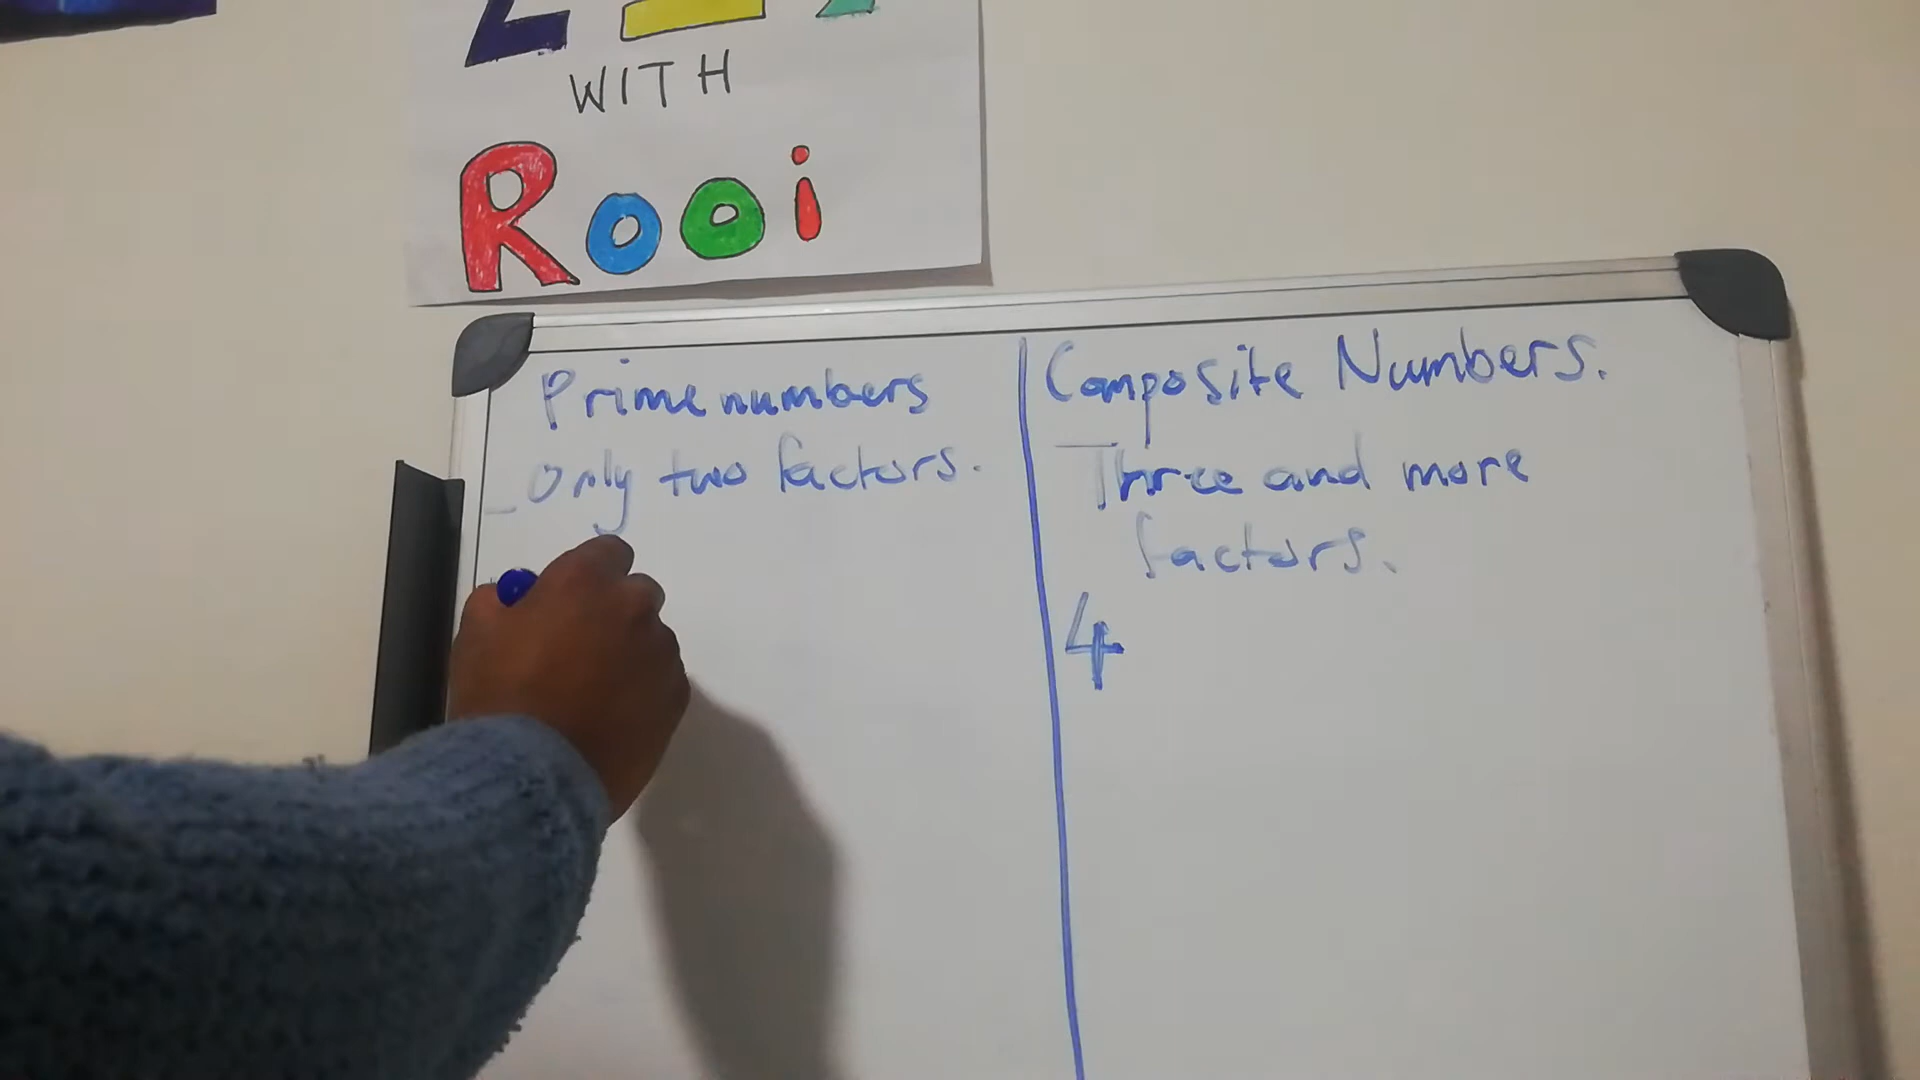 WITH
Rooi
Prime numbers
Only two factors.
Composite Numbers.
Three and more
factors.
4